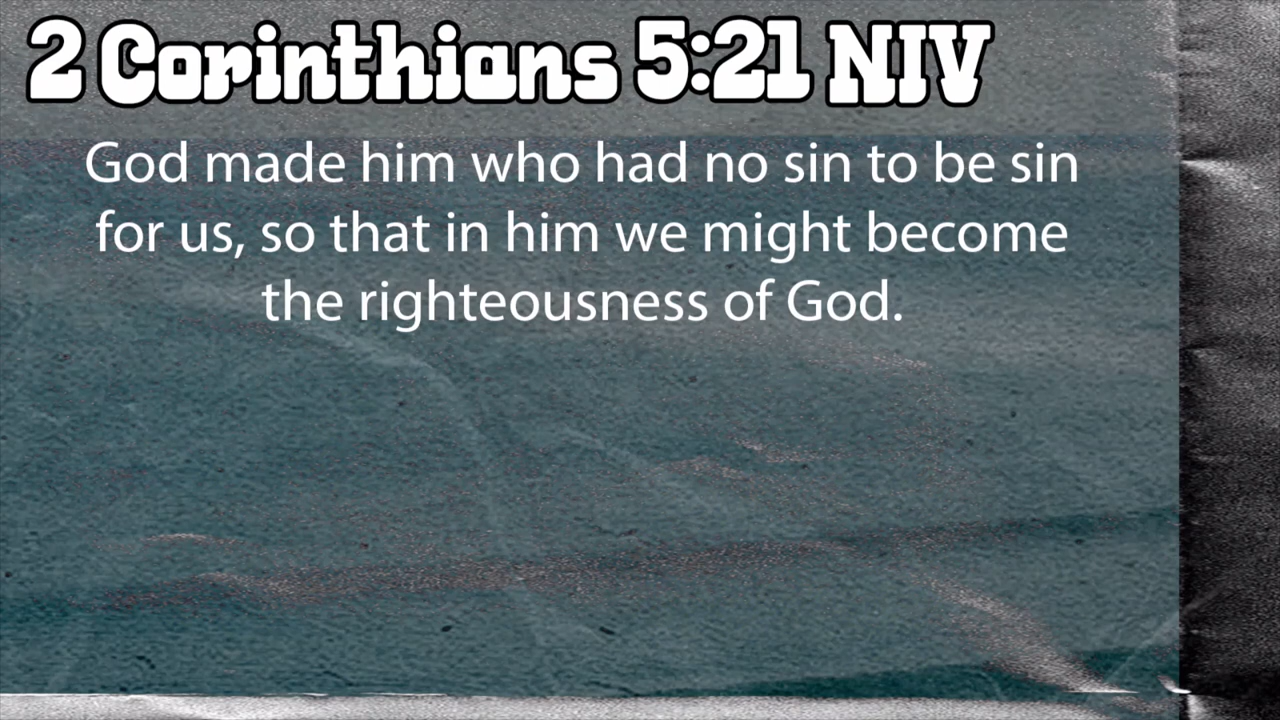 2 Corinthians 5:21 NIV
God made him who had no sin to be sin
for us, so that in him we might become
the righteousness of God.